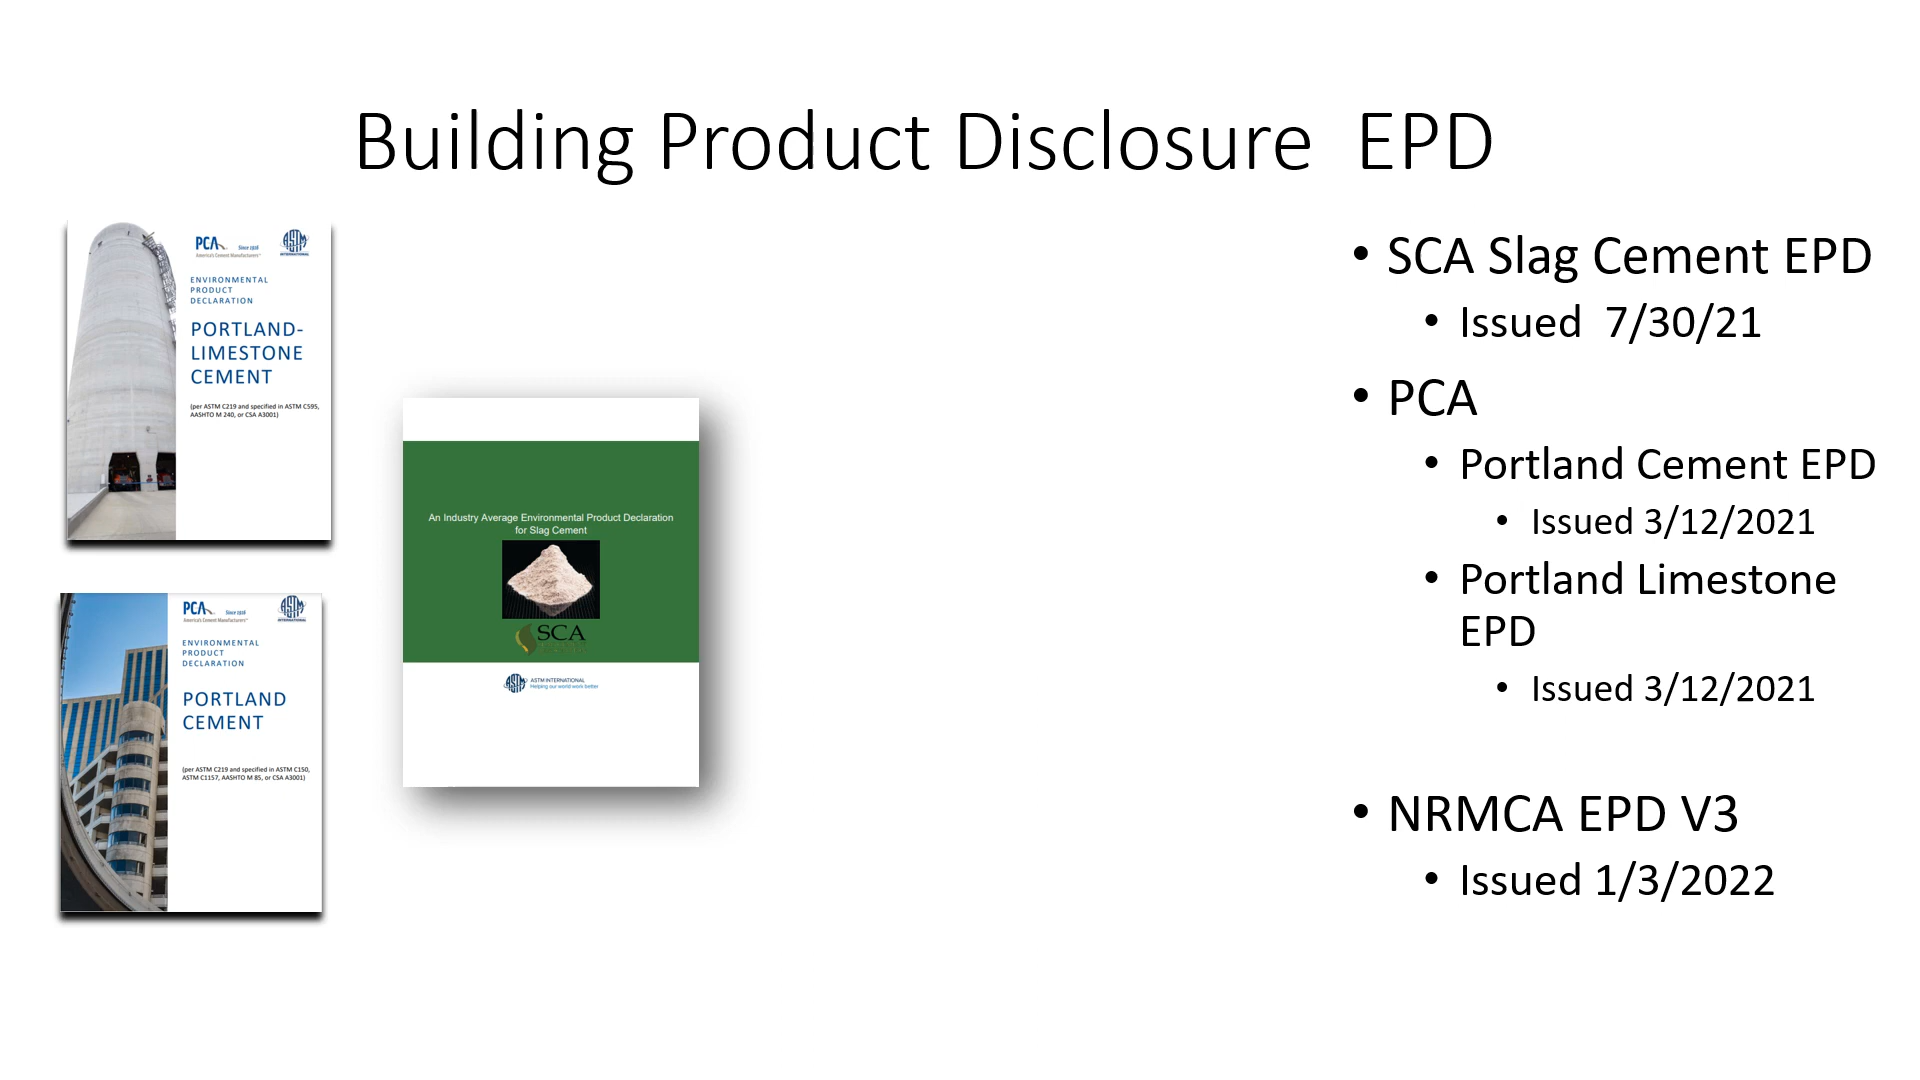 Building Product Disclosure EPD
PCA
Since 1916
America's Cement Manufacturers™
ASTM
INTERNATIONAL
ENVIRONMENTAL
PRODUCT
DECLARATION
PORTLAND-
LIMESTONE
CEMENT
(per ASTM C219 and specified in ASTM C595,
AASHTO M 240, or CSA A3001)
PCA
Since 1916
America's Cement Manufacturers™
ASTM
INTERNATIONAL
ENVIRONMENTAL
PRODUCT
DECLARATION
PORTLAND
CEMENT
(per ASTM C219 and specified in ASTM C150,
ASTM C1157, AASHTO M 85, or CSA A3001)
An Industry Average Environmental Product Declaration
for Slag Cement
SCA
ASTM INTERNATIONAL
Helping our world work better
• SCA Slag Cement EPD
• Issued 7/30/21
• PCA
• Portland Cement EPD
• Issued 3/12/2021
• Portland Limestone
EPD
• Issued 3/12/2021
• NRMCA EPD V3
• Issued 1/3/2022